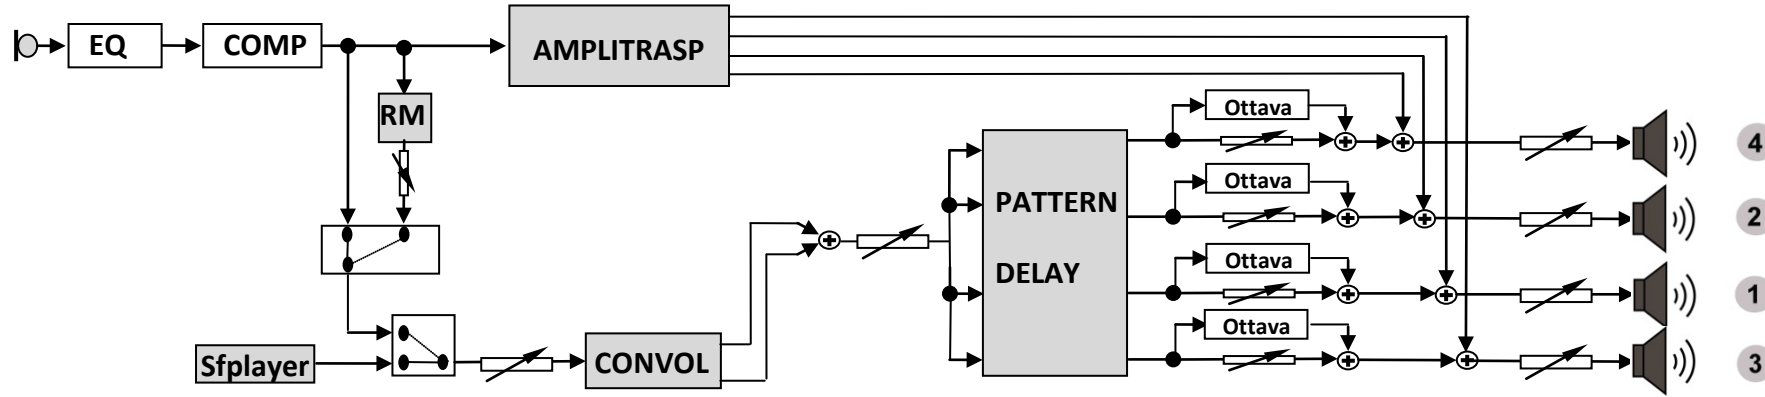 EQ
COMP
AMPLITRASP
RM
Ottava
4
PATTERN
Ottava
2
DELAY
Ottava
1
Ottava
Sfplayer
CONVOL
3